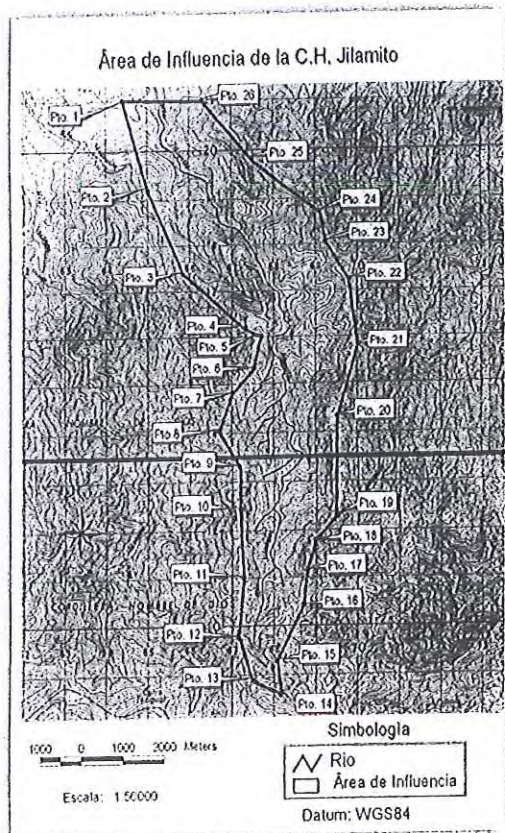 Área de Influencia de la C.H. Jilamito
Pto. 1
Pto. 26
Pto. 25
Pto. 2
Pto. 24
Pto. 23
Pto. 3
Pto. 22
Pto. 4
Pto. 5
Pto. 21
Pto. 6
Pto. 7
Pto. 20
Pto. 8
Pto. 9
Pto. 10
Pto. 19
Pto. 18
Pto. 17
Pto. 11
Pto. 16
Pto. 12
Pto. 15
Pto. 13
Pto. 14
1000 0 1000 2000 Meters
Escala: 1:50000
Simbologia
Rio
Área de Influencia
Datum: WGS84